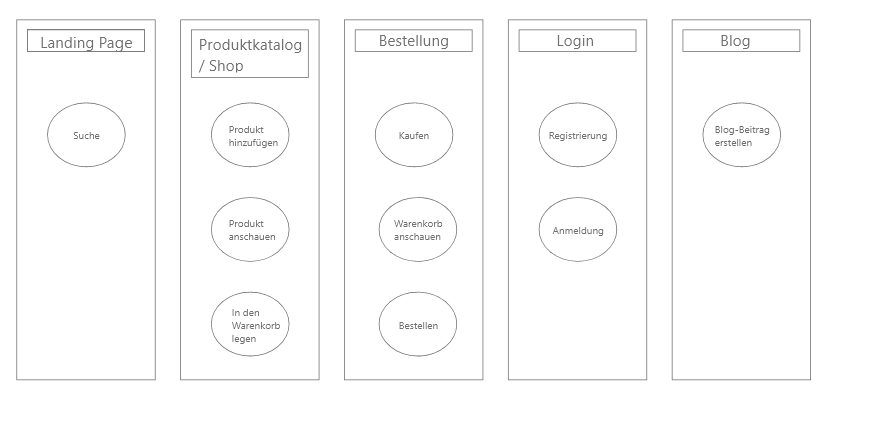 Landing Page
Suche
Produktkatalog
/ Shop
Produkt
hinzufügen
Produkt
anschauen
In den
Warenkorb
legen
Bestellung
Kaufen
Warenkorb
anschauen
Bestellen
Login
Registrierung
Anmeldung
Blog
Blog-Beitrag
erstellen